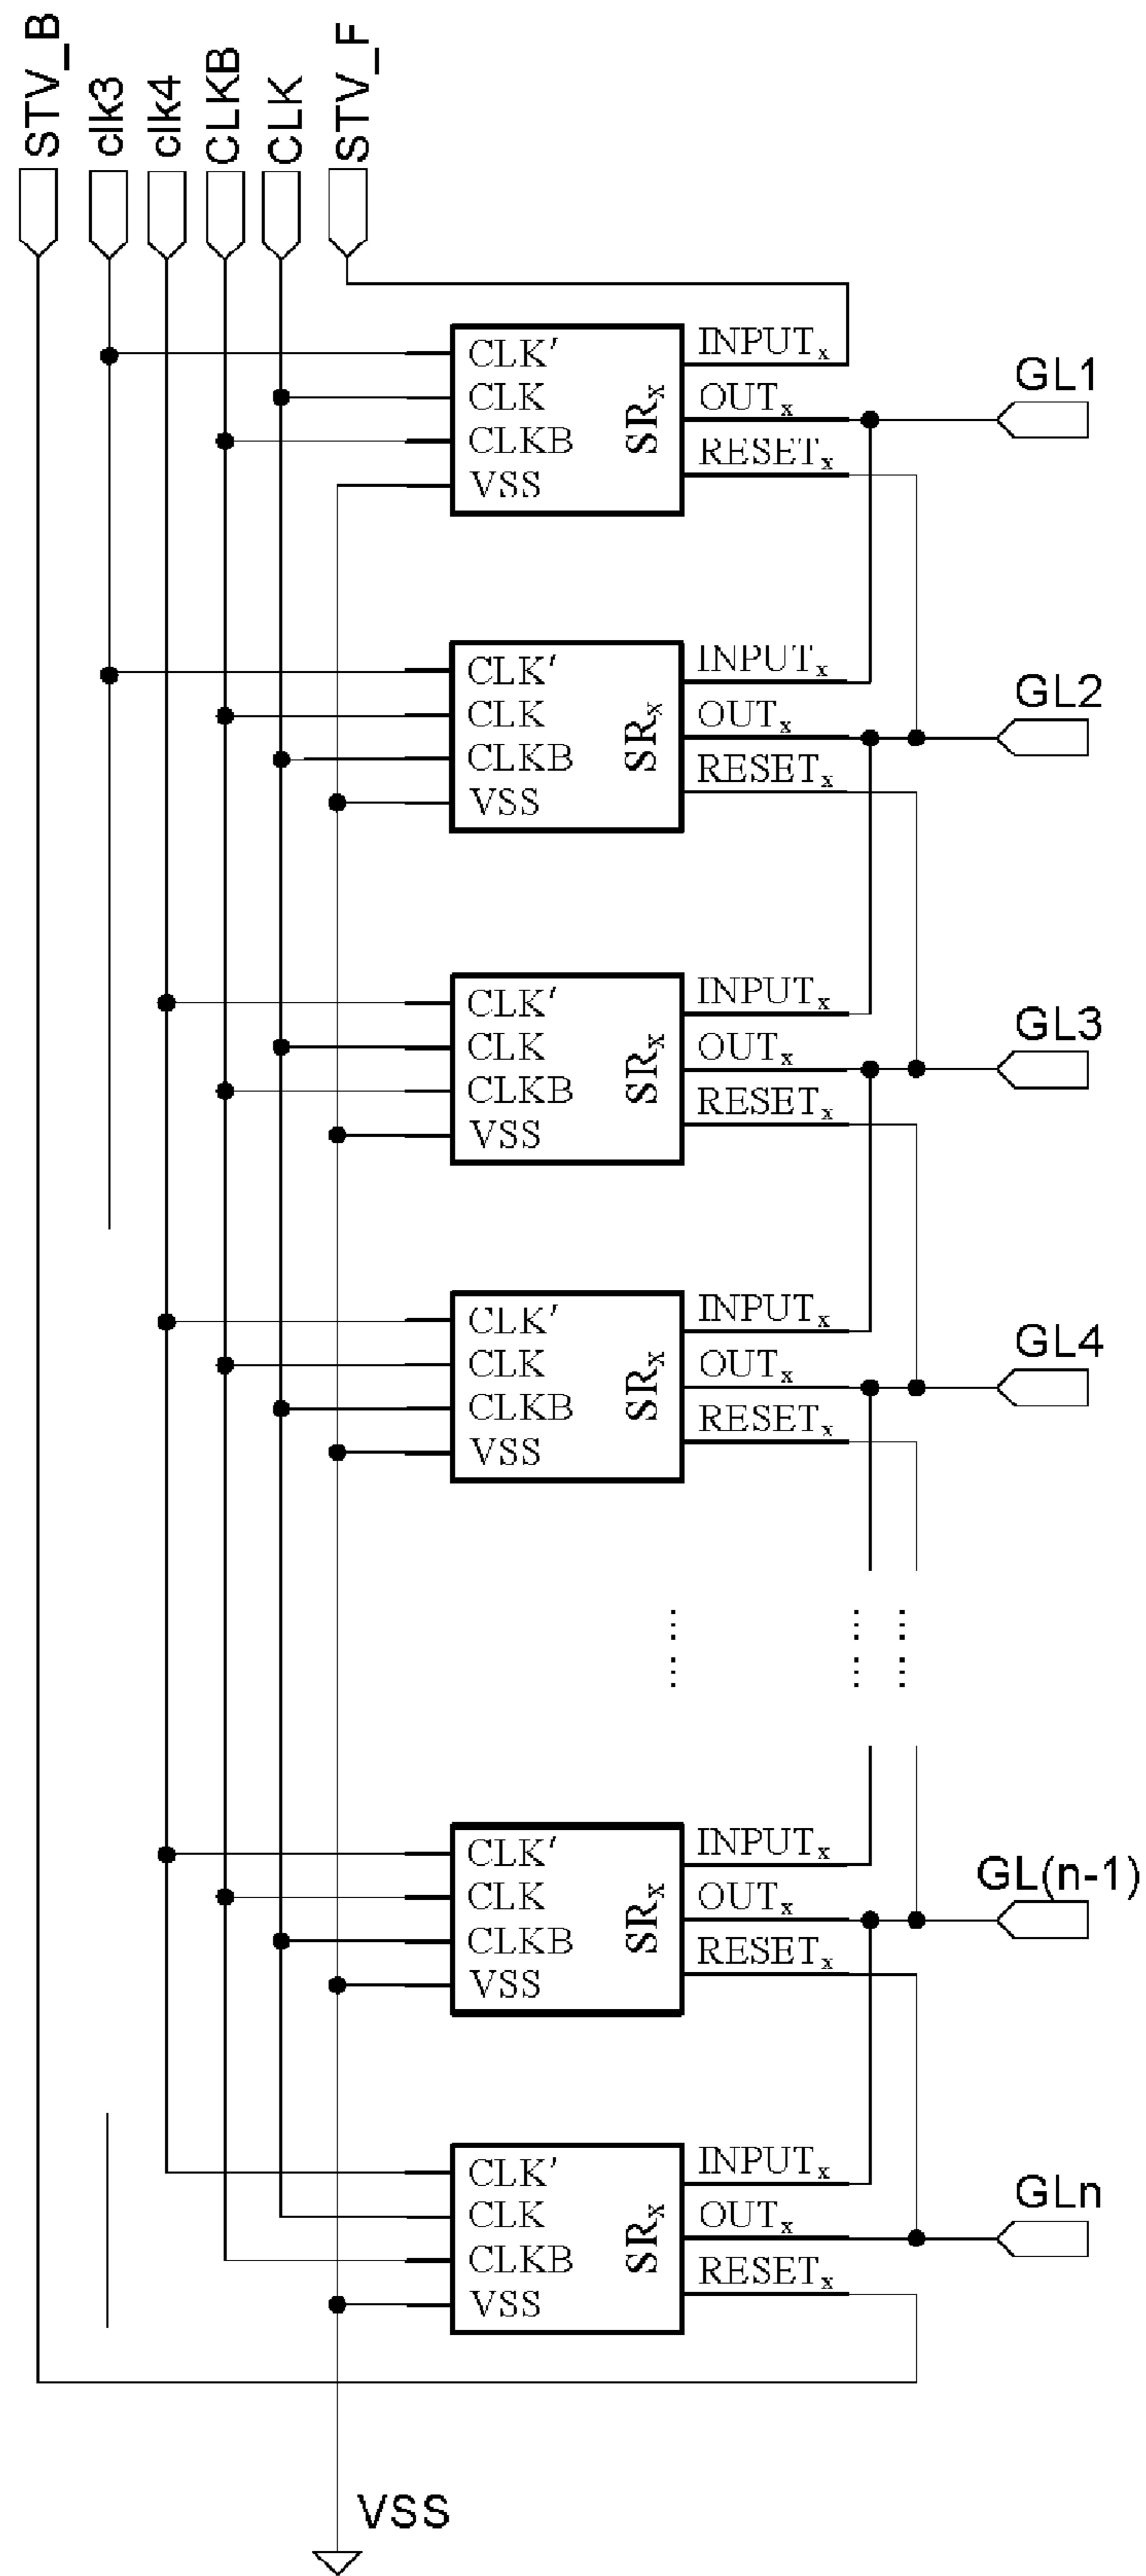 STV_B
clk3
clk4
CLKB
CLK
STV_F
CLK'
CLK
CLKB
VSS
SRx
INPUTx
OUTx
RESETx
GL1
CLK'
CLK
CLKB
VSS
SRx
INPUTx
OUTx
RESETx
GL2
CLK'
CLK
CLKB
VSS
SRx
INPUTx
OUTx
RESETx
GL3
CLK'
CLK
CLKB
VSS
SRx
INPUTx
OUTx
RESETx
GL4
CLK'
CLK
CLKB
VSS
SRx
INPUTx
OUTx
RESETx
GL(n-1)
CLK'
CLK
CLKB
VSS
SRx
INPUTx
OUTx
RESETx
GLn
VSS